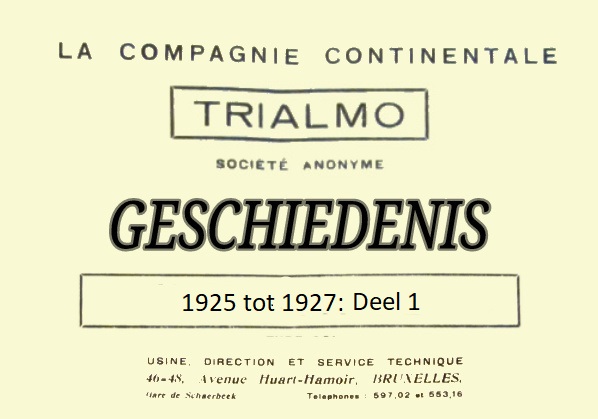 LA COMPAGNIE CONTINENTALE
TRIALMO
SOCIÉTÉ ANONYME
GESCHIEDENIS
1925 tot 1927: Deel 1
USINE, DIRECTION ET SERVICE TECHNIQUE
46-48, Avenue Huart-Hamoir, BRUXELLES.
Gare de Schaerbeek Telephones : 597,02 et 553,16